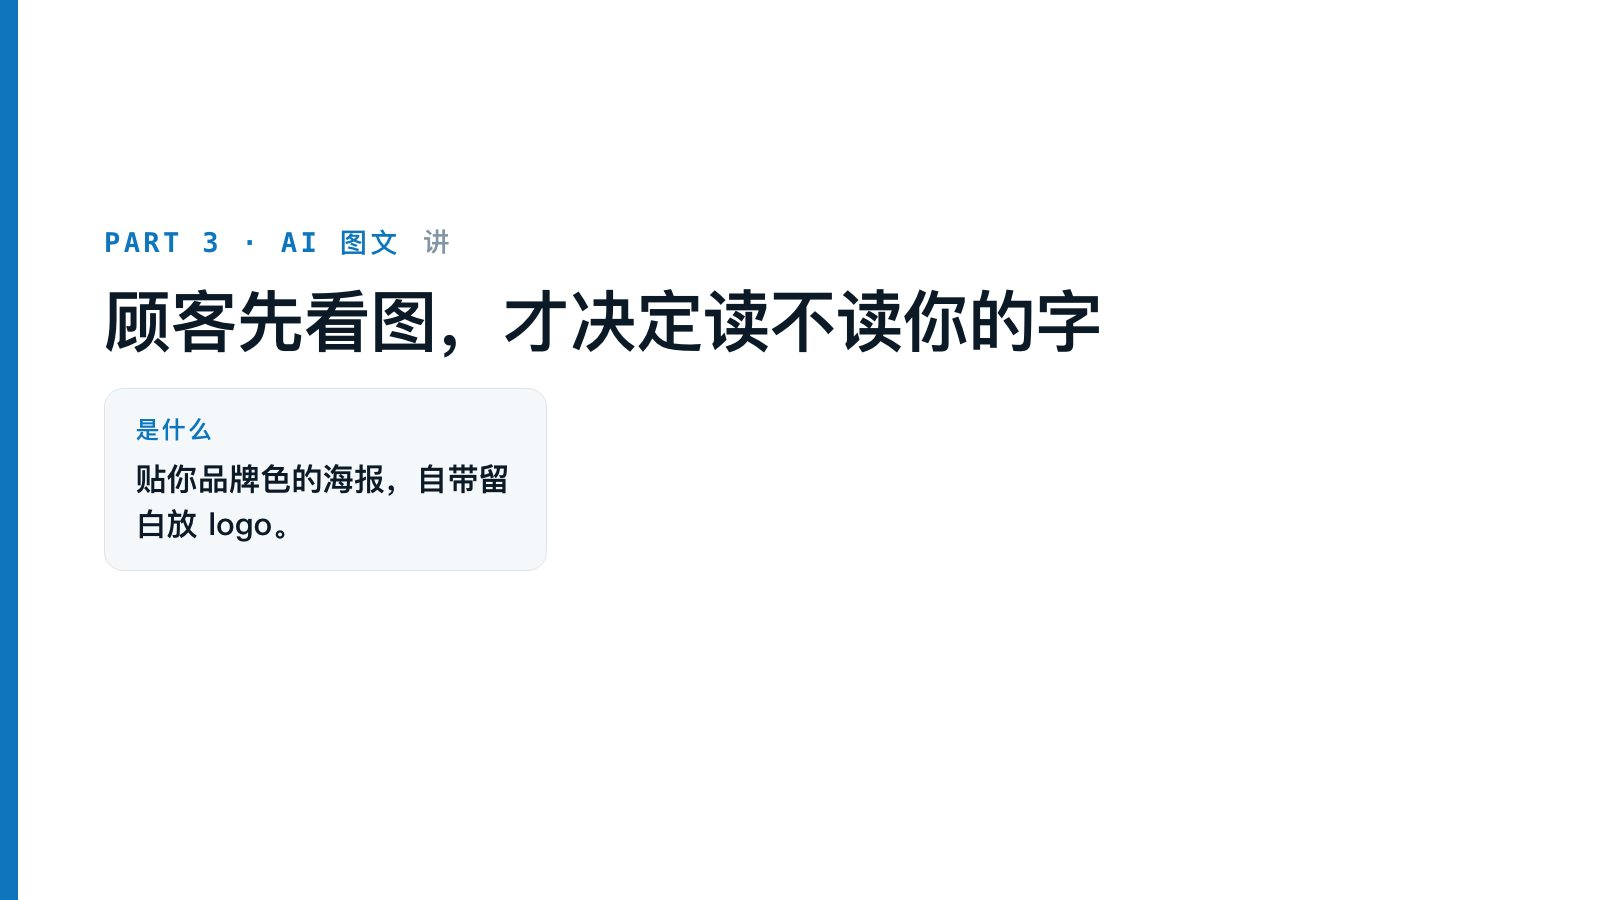 PART 3 · AI 图文 讲
顾客先看图，才决定读不读你的字
是什么
贴你品牌色的海报，自带留
白放 logo。